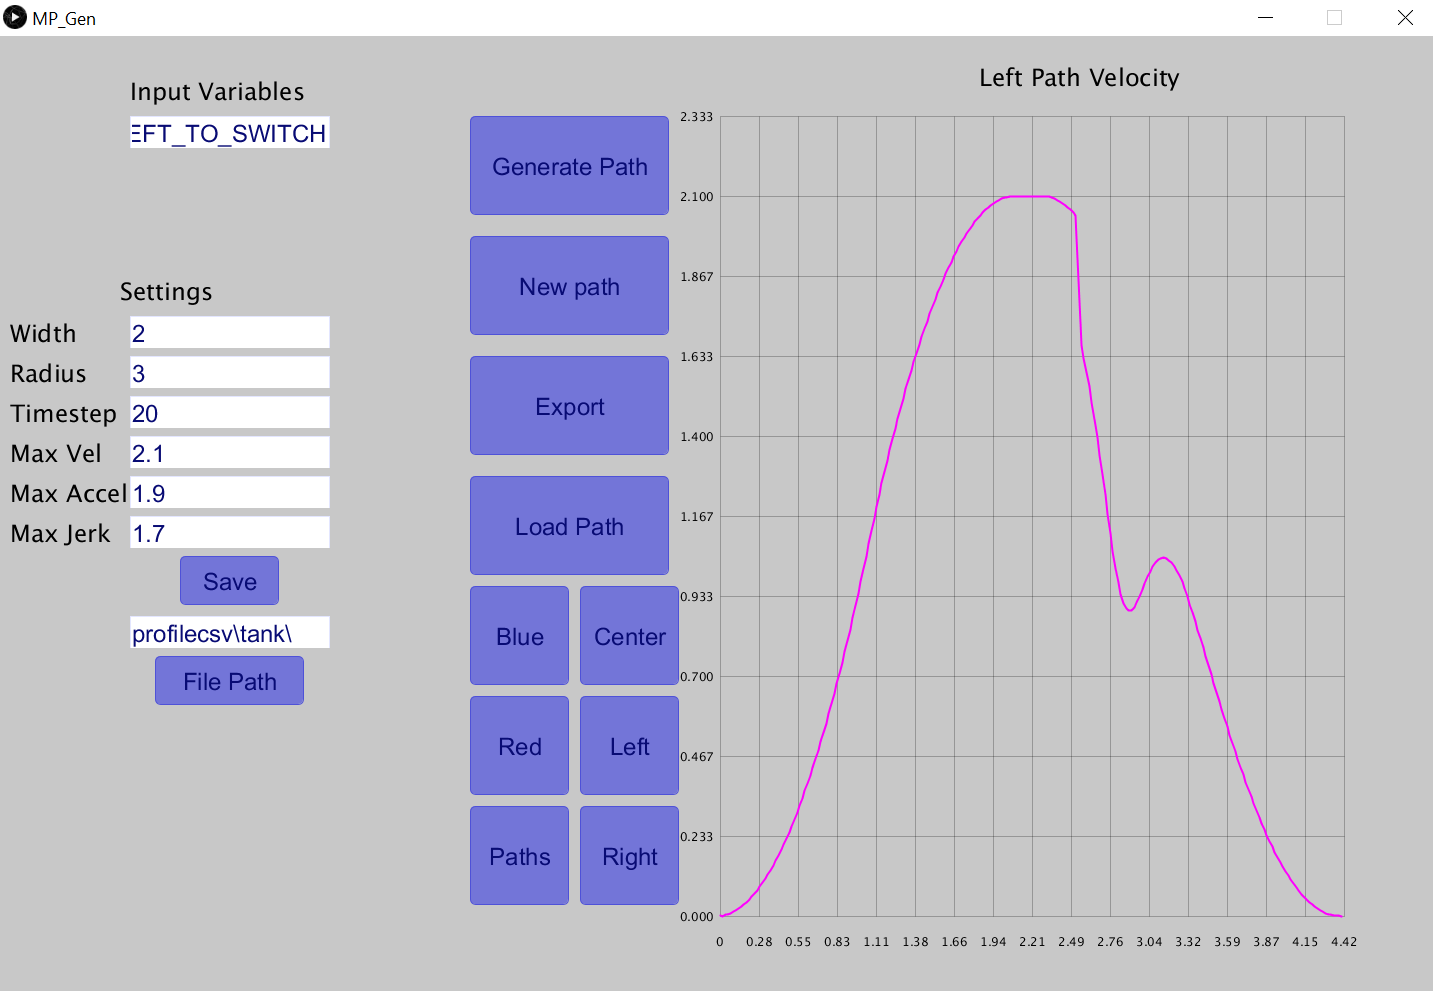 MP_Gen
Input Variables
EFT_TO_SWITCH
Settings
Width 2
Radius 3
Timestep 20
Max Vel 2.1
Max Accel 1.9
Max Jerk 1.7
Save
profilecsv\tank\
File Path
Generate Path
New path
Export
Load Path
Blue Center
Red Left
Paths Right
Left Path Velocity
2.333
2.100
1.867
1.633
1.400
1.167
0.933
0.700
0.467
0.233
0.000
0 0.28 0.55 0.83 1.11 1.38 1.66 1.94 2.21 2.49 2.76 3.04 3.32 3.59 3.87 4.15 4.42